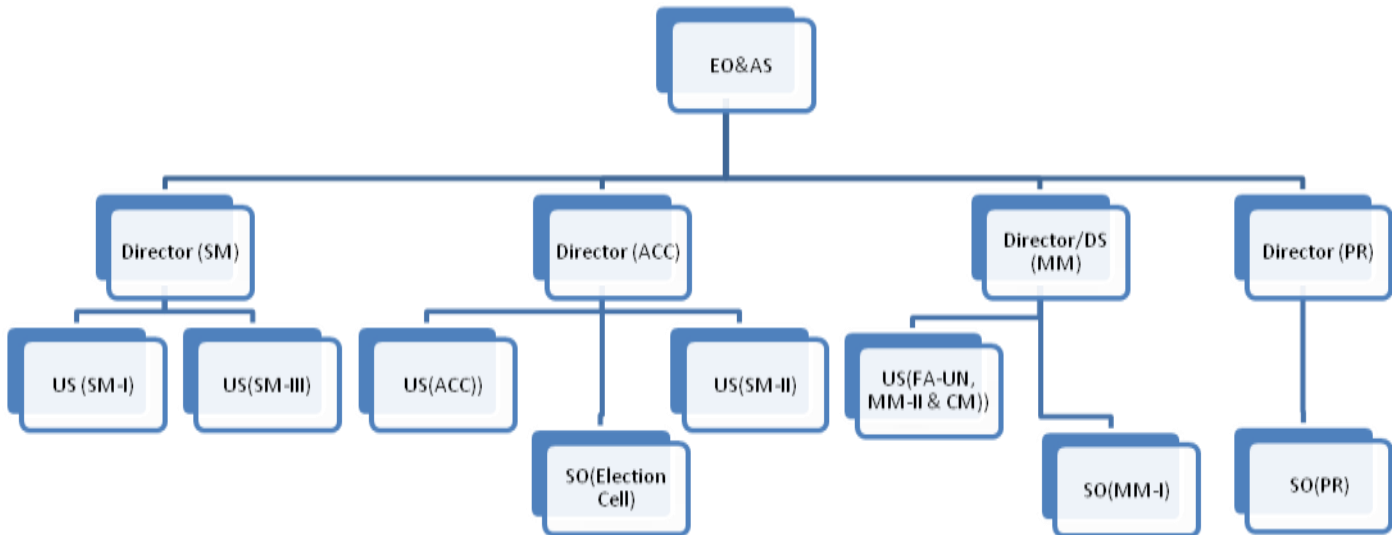 EO&AS
Director (SM)
Director (ACC)
Director/DS
(MM)
Director (PR)
US (SM-I)
US(SM-III)
US(ACC))
US(SM-II)
US(FA-UN,
MM-II & CM))
SO(Election
Cell)
SO(MM-I)
SO(PR)